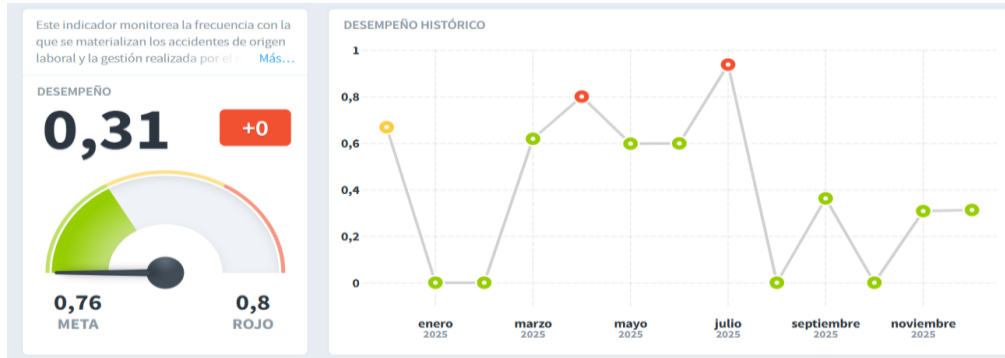 Este indicador monitorea la frecuencia con la
que se materializan los accidentes de origen
laboral y la gestión realizada por el Más...
DESEMPEÑO
0,31
+0
0,76
META
0,8
ROJO
DESEMPEÑO HISTÓRICO
1
0,8
0,6
0,4
0,2
0
enero
2025
marzo
2025
mayo
2025
julio
2025
septiembre
2025
noviembre
2025